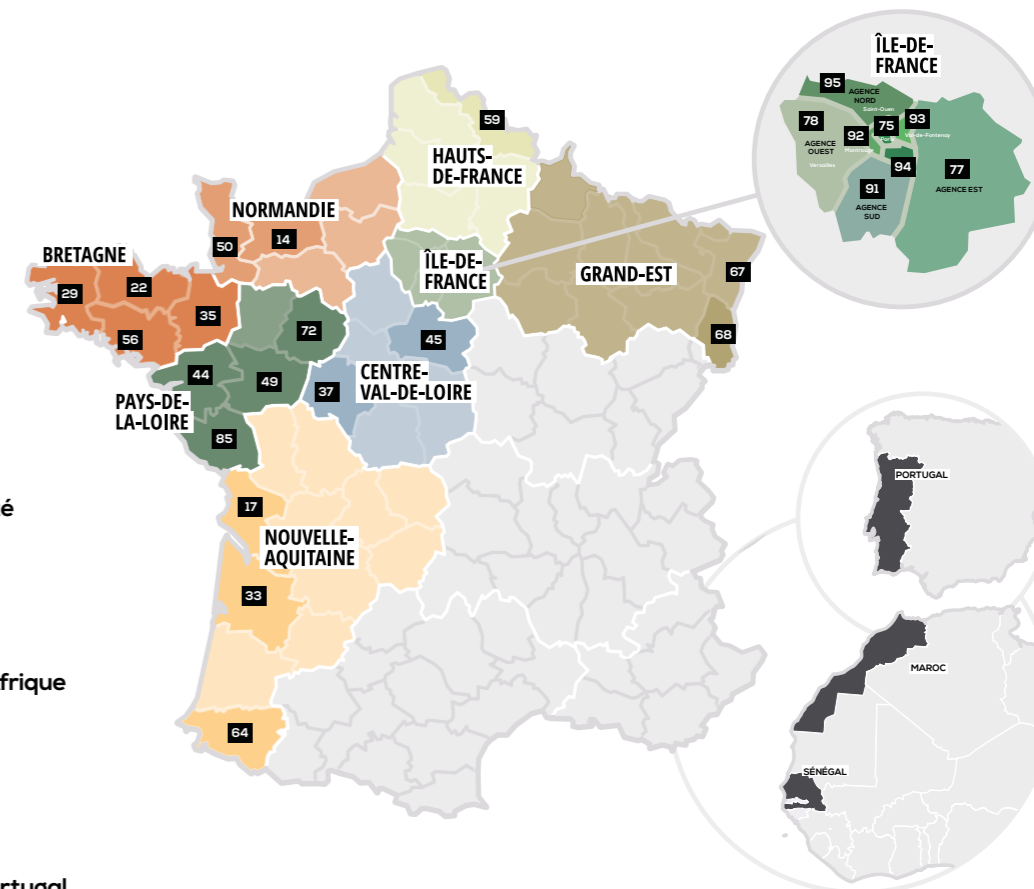 ÎLE-DE-
FRANCE
95
AGENCE
NORD
Saint-Ouen
78
92
75
93
Val-de-Fontenay
AGENCE
OUEST
Montrouge
Versailles
94
77
91
AGENCE EST
AGENCE
SUD
59
HAUTS-
DE-FRANCE
NORMANDIE
14
50
BRETAGNE
ÎLE-DE-
FRANCE
GRAND-EST
67
29
22
35
56
72
45
68
44
49
37
CENTRE-
VAL-DE-LOIRE
PAYS-DE-
LA-LOIRE
85
PORTUGAL
17
é
NOUVELLE-
AQUITAINE
33
MAROC
frique
64
SÉNÉGAL
rtugal